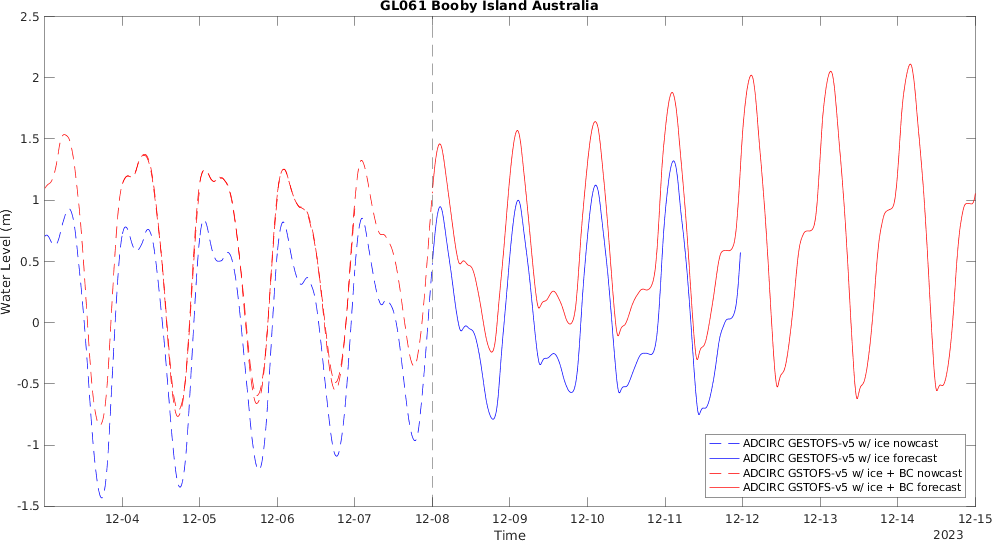 GL061 Booby Island Australia
2.5
2
1.5
1
0.5
0
-0.5
-1
-1.5
Water Level (m)
ADCIRC GESTOFS-v5 w/ ice nowcast
ADCIRC GESTOFS-v5 w/ ice forecast
ADCIRC GSTOFS-v5 w/ ice + BC nowcast
ADCIRC GSTOFS-v5 w/ ice + BC forecast
12-04 12-05 12-06 12-07 12-08 12-09 12-10 12-11 12-12 12-13 12-14 12-15
Time
2023